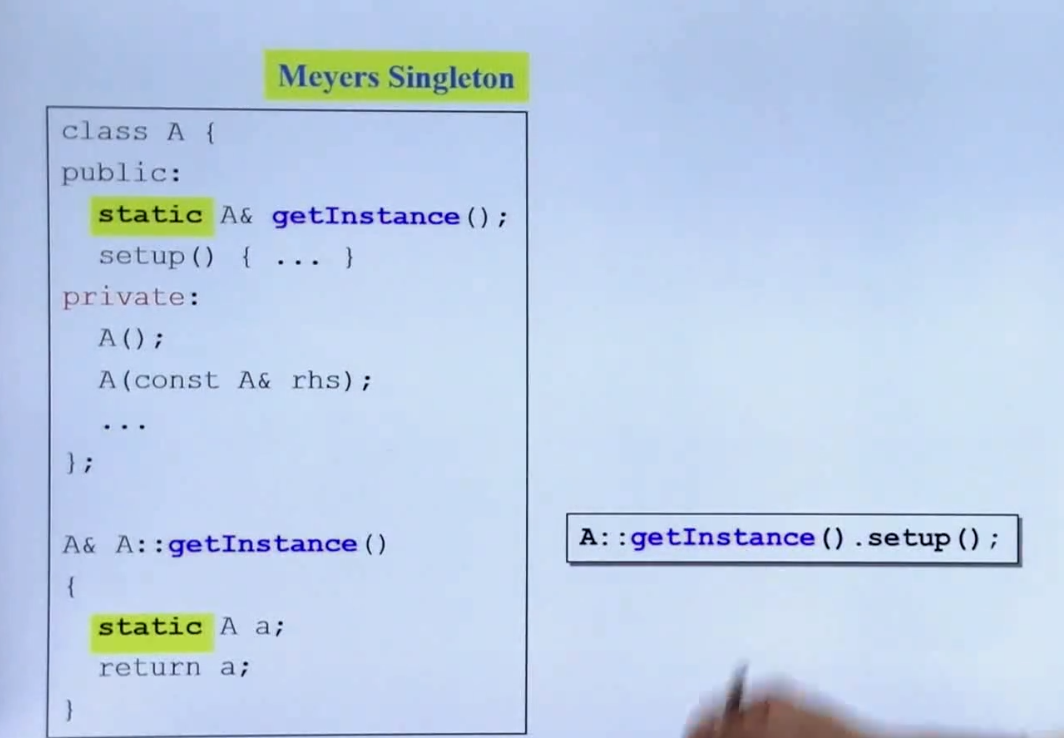 Meyers Singleton
class A {
public:
static A& getInstance();
setup() { ... }
private:
A();
A(const A& rhs);
...
};
A& A::getInstance()
{
static A a;
return a;
}
A::getInstance().setup();